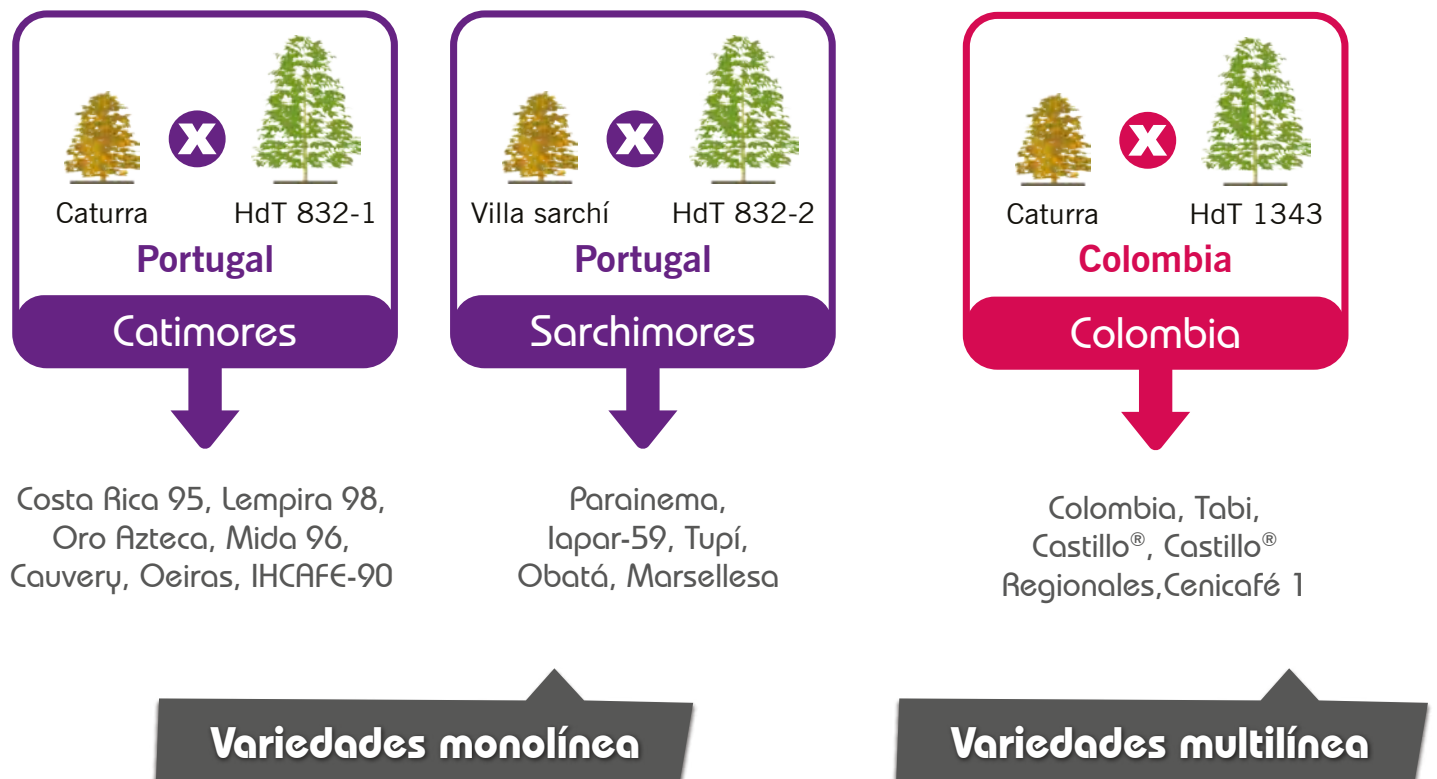 X
Caturra
HdT 832-1
Portugal
Catimores
Costa Rica 95, Lempira 98,
Oro Azteca, Mida 96,
Cauvery, Oeiras, IHCAFE-90
X
Villa sarchí
HdT 832-2
Portugal
Sarchimores
Parainema,
Iapar-59, Tupí,
Obatá, Marsellesa
Variedades monolínea
X
Caturra
HdT 1343
Colombia
Colombia
Colombia, Tabi,
Castillo®, Castillo®
Regionales,Cenicafé 1
Variedades multilínea